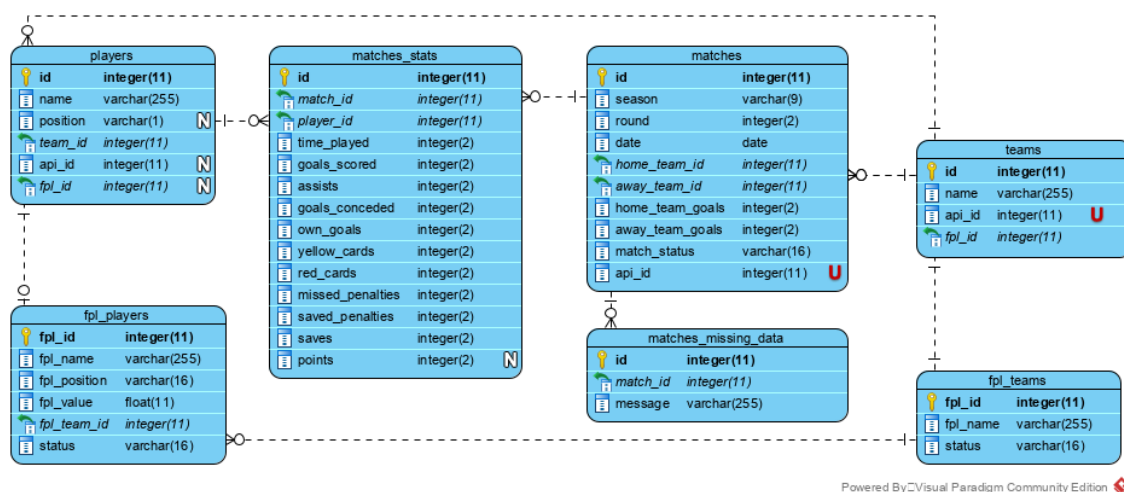 players
id integer(11)
name varchar(255)
position varchar(1) N
team_id integer(11)
api_id integer(11) N
fpl_id integer(11) N
matches_stats
id integer(11)
match_id integer(11)
player_id integer(11)
time_played integer(2)
goals_scored integer(2)
assists integer(2)
goals_conceded integer(2)
own_goals integer(2)
yellow_cards integer(2)
red_cards integer(2)
missed_penalties integer(2)
saved_penalties integer(2)
saves integer(2)
points integer(2) N
matches
id integer(11)
season varchar(9)
round integer(2)
date date
home_team_id integer(11)
away_team_id integer(11)
home_team_goals integer(2)
away_team_goals integer(2)
match_status varchar(16)
api_id integer(11) U
teams
id integer(11)
name varchar(255)
api_id integer(11) U
fpl_id integer(11)
fpl_players
fpl_id integer(11)
fpl_name varchar(255)
fpl_position varchar(16)
fpl_value float(11)
fpl_team_id integer(11)
status varchar(16)
matches_missing_data
id integer(11)
match_id integer(11)
message varchar(255)
fpl_teams
fpl_id integer(11)
fpl_name varchar(255)
status varchar(16)
Powered By Visual Paradigm Community Edition